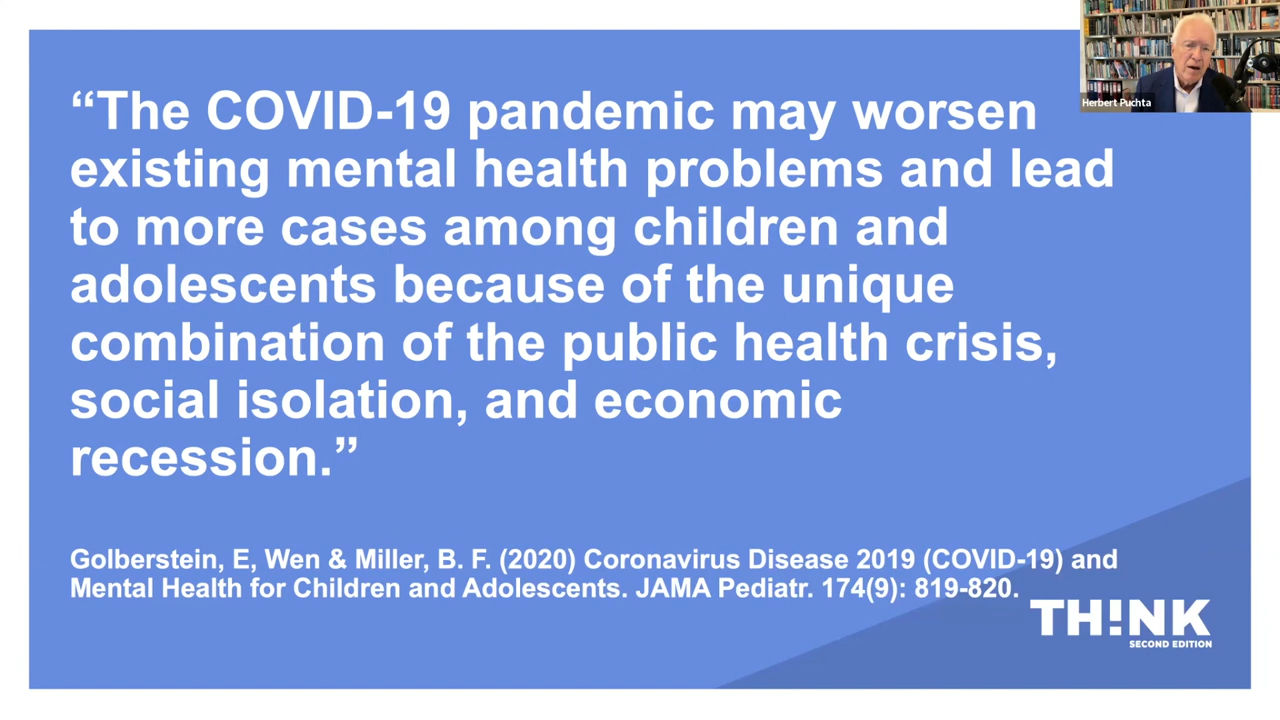 “The COVID-19 pandemic may worsen
existing mental health problems and lead
to more cases among children and
adolescents because of the unique
combination of the public health crisis,
social isolation, and economic
recession.”
Golberstein, E, Wen & Miller, B. F. (2020) Coronavirus Disease 2019 (COVID-19) and
Mental Health for Children and Adolescents. JAMA Pediatr. 174(9): 819-820.
TH!NK
SECOND EDITION
Herbert Puchta